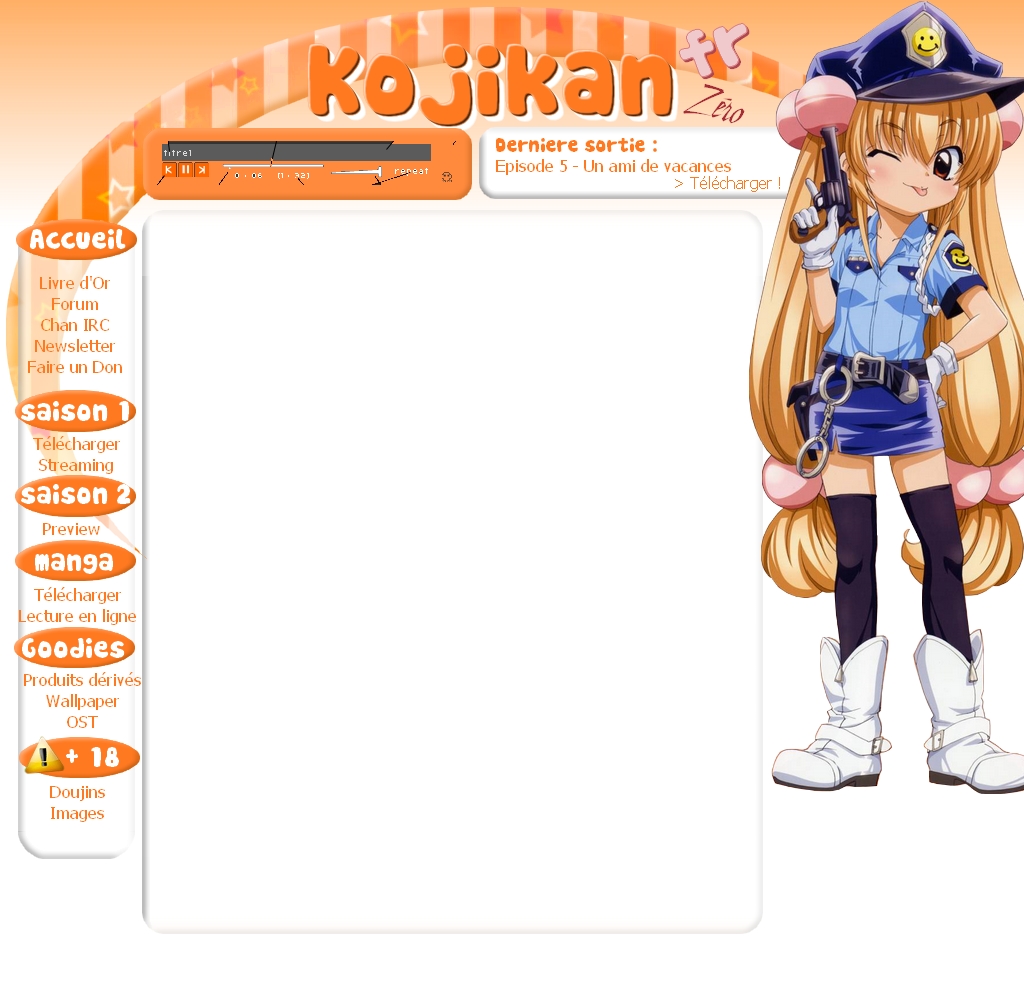 Kojikan fr
Zéro
titre1
0 : 06 (1 : 32)
repeat
Derniere sortie :
Episode 5 - Un ami de vacances
> Télécharger !
Accueil
Livre d'Or
Forum
Chan IRC
Newsletter
Faire un Don
saison 1
Télécharger
Streaming
saison 2
Preview
manga
Télécharger
Lecture en ligne
Goodies
Produits dérivés
Wallpaper
OST
+ 18
Doujins
Images